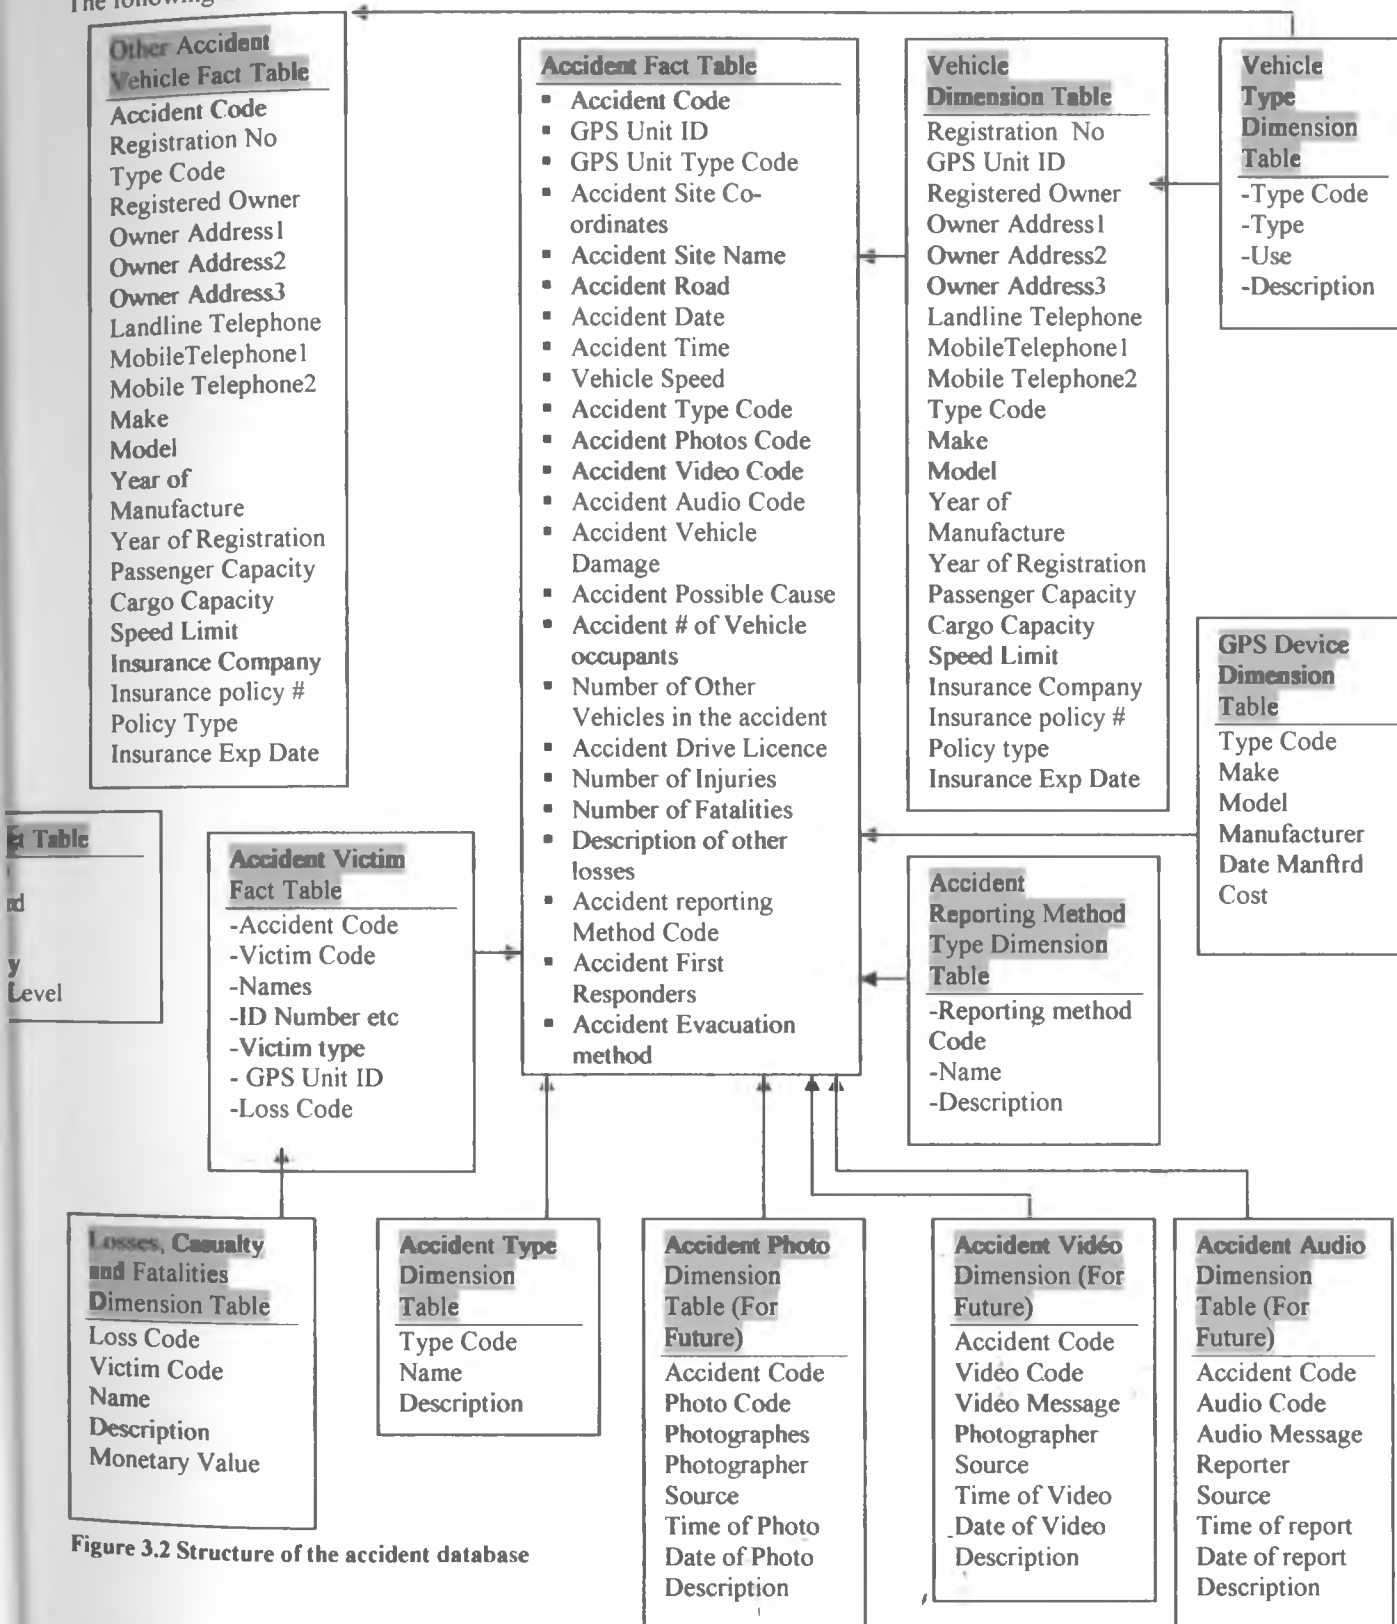 The following
Other Accident
Vehicle Fact Table
Accident Code
Registration No
Type Code
Registered Owner
Owner Address1
Owner Address2
Owner Address3
Landline Telephone
MobileTelephone1
Mobile Telephone2
Make
Model
Year of
Manufacture
Year of Registration
Passenger Capacity
Cargo Capacity
Speed Limit
Insurance Company
Insurance policy #
Policy Type
Insurance Exp Date
Accident Fact Table
▪ Accident Code
▪ GPS Unit ID
▪ GPS Unit Type Code
▪ Accident Site Co-
ordinates
▪ Accident Site Name
▪ Accident Road
▪ Accident Date
▪ Accident Time
▪ Vehicle Speed
▪ Accident Type Code
▪ Accident Photos Code
▪ Accident Video Code
▪ Accident Audio Code
▪ Accident Vehicle
Damage
▪ Accident Possible Cause
▪ Accident # of Vehicle
occupants
▪ Number of Other
Vehicles in the accident
▪ Accident Drive Licence
▪ Number of Injuries
▪ Number of Fatalities
▪ Description of other
losses
▪ Accident reporting
Method Code
▪ Accident First
Responders
▪ Accident Evacuation
method
Vehicle
Dimension Table
Registration No
GPS Unit ID
Registered Owner
Owner Address1
Owner Address2
Owner Address3
Landline Telephone
MobileTelephone1
Mobile Telephone2
Type Code
Make
Model
Year of
Manufacture
Year of Registration
Passenger Capacity
Cargo Capacity
Speed Limit
Insurance Company
Insurance policy #
Policy type
Insurance Exp Date
Vehicle
Type
Dimension
Table
-Type Code
-Type
-Use
-Description
GPS Device
Dimension
Table
Type Code
Make
Model
Manufacturer
Date Manftrd
Cost
Table
Level
Accident Victim
Fact Table
-Accident Code
-Victim Code
-Names
-ID Number etc
-Victim type
- GPS Unit ID
-Loss Code
Accident
Reporting Method
Type Dimension
Table
-Reporting method
Code
-Name
-Description
Losses, Casualty
and Fatalities
Dimension Table
Loss Code
Victim Code
Name
Description
Monetary Value
Accident Type
Dimension
Table
Type Code
Name
Description
Accident Photo
Dimension
Table (For
Future)
Accident Code
Photo Code
Photographes
Photographer
Source
Time of Photo
Date of Photo
Description
Accident Video
Dimension (For
Future)
Accident Code
Video Code
Video Message
Photographer
Source
Time of Video
Date of Video
Description
Accident Audio
Dimension
Table (For
Future)
Accident Code
Audio Code
Audio Message
Reporter
Source
Time of report
Date of report
Description
Figure 3.2 Structure of the accident database